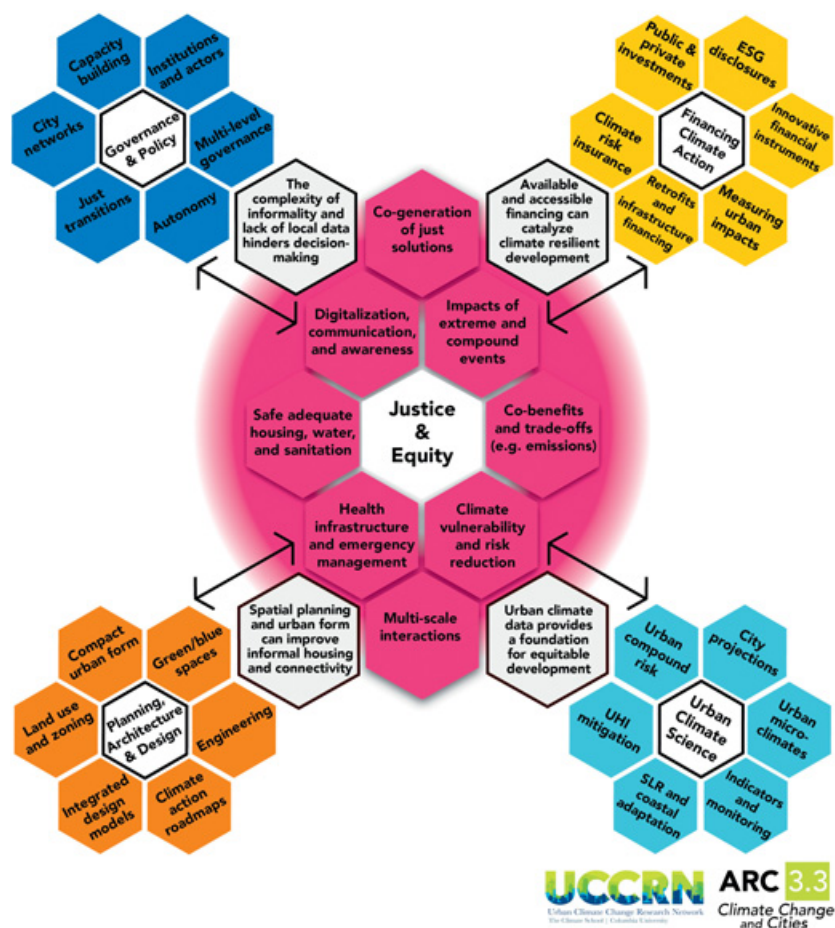 Capacity
building
Institutions
and actors
City
networks
Governance
& Policy
Multi-level
governance
Just
transitions
Autonomy
Public &
private
investments
ESG
disclosures
Climate
risk
insurance
Financing
Climate
Action
Innovative
financial
instruments
Retrofits
and
infrastructure
financing
Measuring
urban
impacts
The
complexity of
informality and
lack of local data
hinders decision-
making
Co-generation
of just
solutions
Available
and accessible
financing can
catalyze
climate resilient
development
Digitalization,
communication,
and awareness
Impacts of
extreme and
compound
events
Safe adequate
housing, water,
and sanitation
Justice
&
Equity
Co-benefits
and trade-offs
(e.g. emissions)
Health
infrastructure
and emergency
management
Climate
vulnerability
and risk
reduction
Spatial planning
and urban form
can improve
informal housing
and connectivity
Multi-scale
interactions
Urban climate
data provides
a foundation
for equitable
development
Compact
urban form
Green/blue
spaces
Land use
and zoning
Planning,
Architecture
& Design
Engineering
Integrated
design
models
Climate
action
roadmaps
Urban
compound
risk
City
projections
UHI
mitigation
Urban
Climate
Science
Urban
micro-
climates
SLR and
coastal
adaptation
Indicators
and
monitoring
UCCRN
Urban Climate Change Research Network
The Climate School | Columbia University
ARC 3.3
Climate Change
and Cities